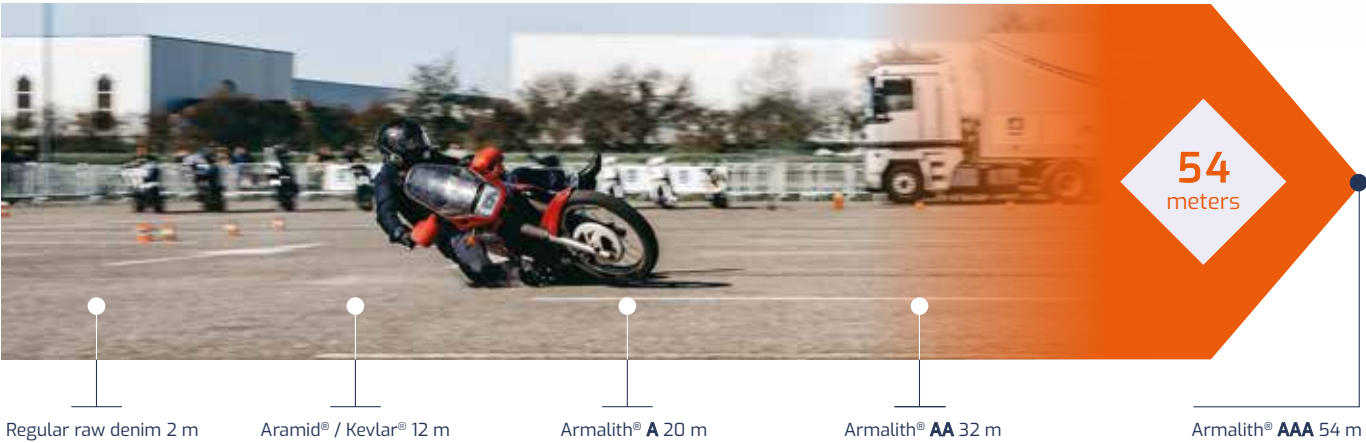 54
meters
Regular raw denim 2 m
Aramid® / Kevlar® 12 m
Armalith® A 20 m
Armalith® AA 32 m
Armalith® AAA 54 m